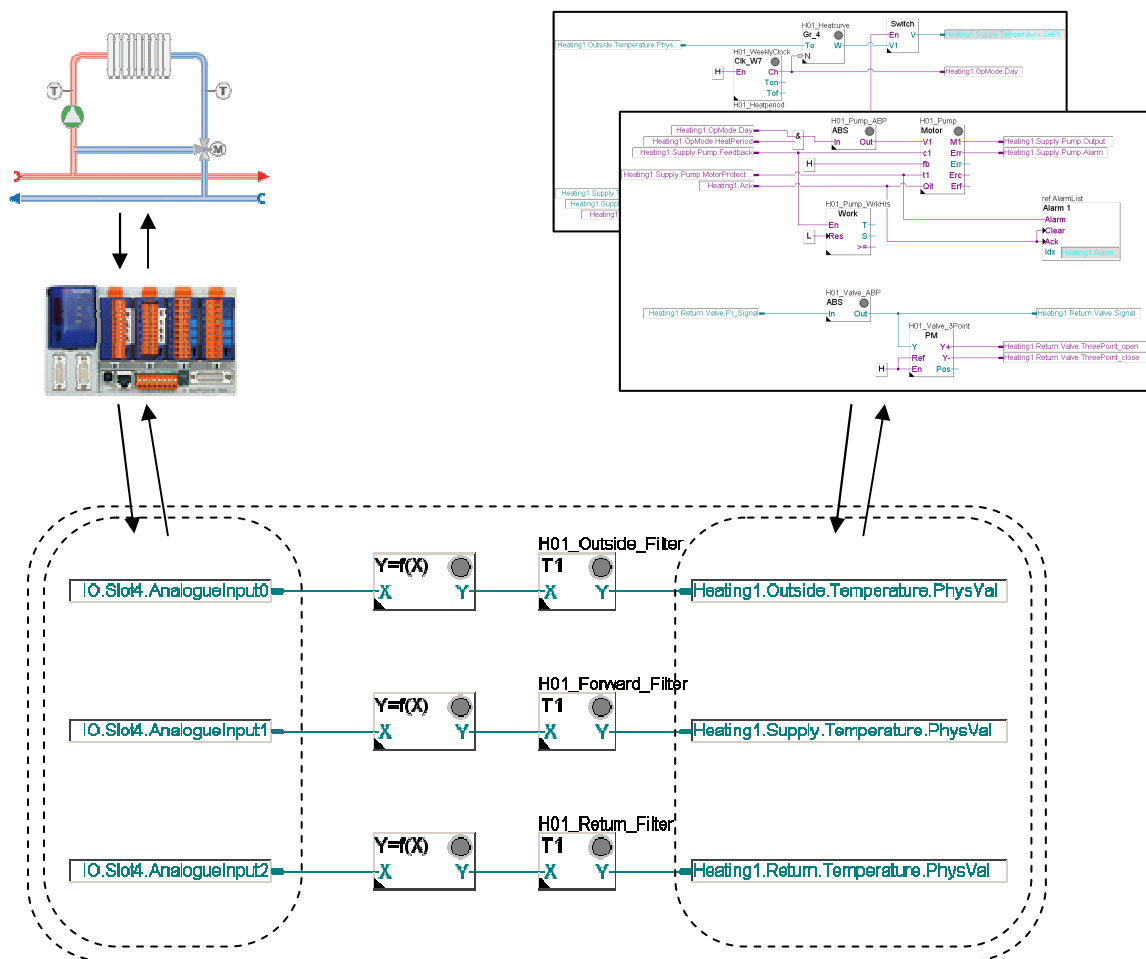 T
T
M
H01_Heatcurve
Gr_4
To W
N
Switch
En V
V1
Heating1.Outside.Temperature.Phys...
H01_WeeklyClock
Clk_W7
H
En Ch
Ton
Tof
H01_Heatperiod
Heating1.OpMode.Day
Heating1.OpMode.Day
Heating1.OpMode.HeatPeriod
Heating1.Supply.Pump.Feedback
&
H01_Pump_ABP
ABS
In Out
H01_Pump
Motor
V1 M1
c1 Err
fb Err
t1 Erc
Qit Erf
H
Heating1.Supply.Pump.Output
Heating1.Supply.Pump.Alarm
Heating1.Supply.Pump.MotorProtect...
Heating1.Ack
H01_Pump_WrkHrs
Work
En T
Res S
>=
L
ref:AlarmList
Alarm 1
Alarm
Clear
Ack
Idx Heating1.Alarm
H01_Valve_ABP
ABS
In Out
Heating1.Return.Valve.PI_Signal
Heating1.Return.Valve.Signal
H01_Valve_3Point
PM
Y Y+
Ref Y-
En Pos
H
Heating1.Return.Valve.ThreePoint_open
Heating1.Return.Valve.ThreePoint_close
H01_Outside_Filter
IO.Slot4.AnalogueInput0
Y=f(X)
X Y
T1
X Y
Heating1.Outside.Temperature.PhysVal
H01_Forward_Filter
IO.Slot4.AnalogueInput1
Y=f(X)
X Y
T1
X Y
Heating1.Supply.Temperature.PhysVal
H01_Return_Filter
IO.Slot4.AnalogueInput2
Y=f(X)
X Y
T1
X Y
Heating1.Return.Temperature.PhysVal